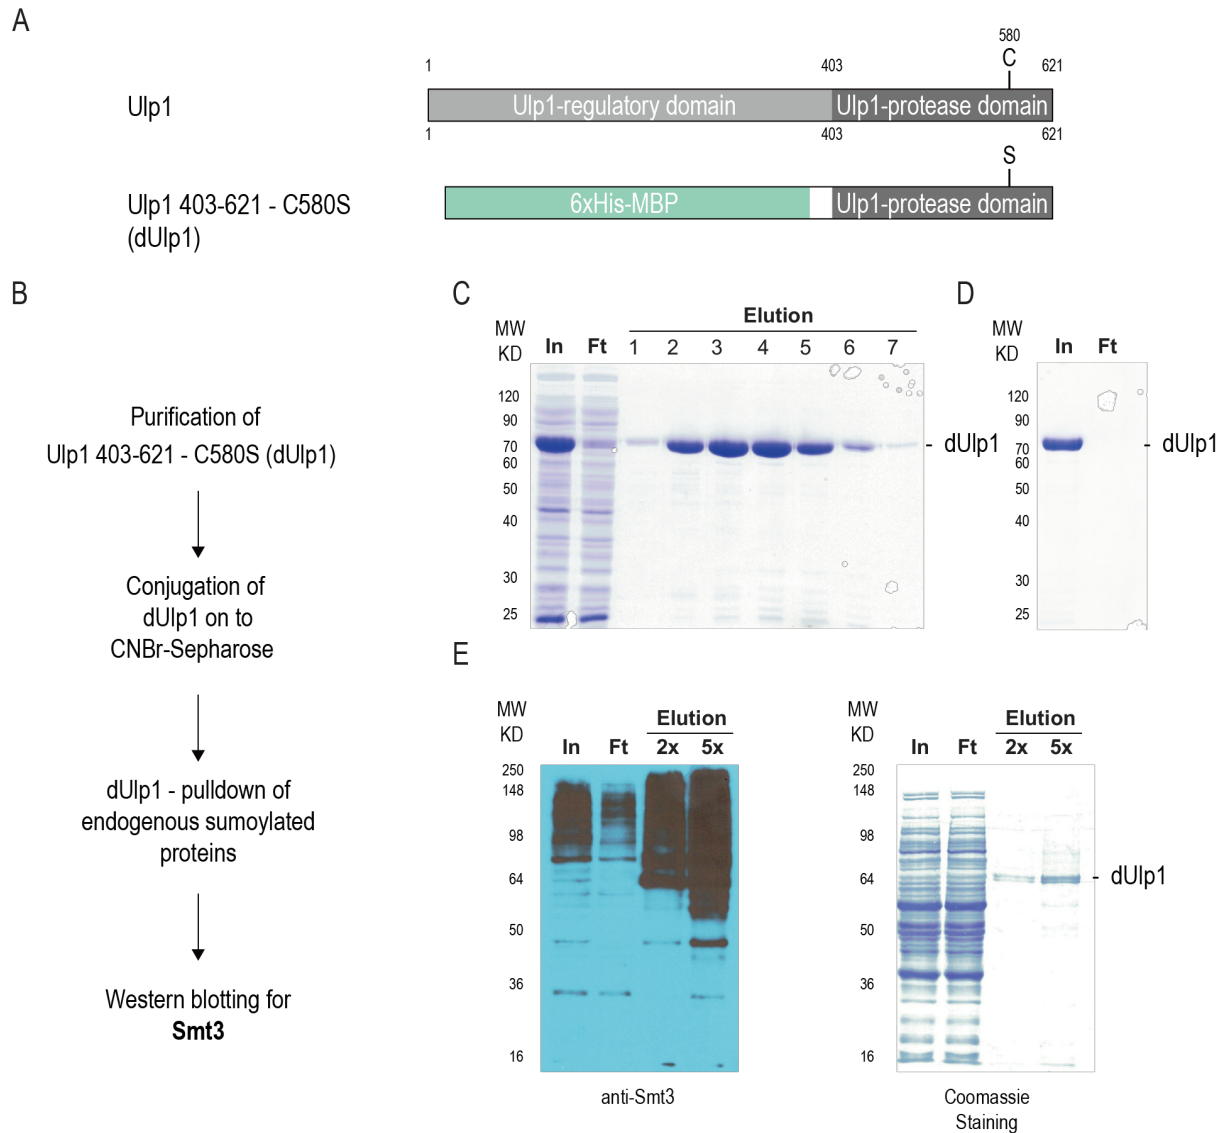 A
580
1 403 C 621
Ulp1 Ulp1-regulatory domain Ulp1-protease domain
1 403 621
S
Ulp1 403-621 - C580S
(dUlp1)
6xHis-MBP Ulp1-protease domain
B
Purification of
Ulp1 403-621 - C580S (dUlp1)
Conjugation of
dUlp1 on to
CNBr-Sepharose
dUlp1 - pulldown of
endogenous sumoylated
proteins
Western blotting for
Smt3
C
Elution
MW
KD
In Ft 1 2 3 4 5 6 7
120
90
70
60
50
40
30
25
- dUlp1
D
MW
KD
In Ft
120
90
70
60
50
40
30
25
- dUlp1
E
MW
KD
Elution
In Ft 2x 5x
250
148
98
64
50
36
16
anti-Smt3
MW
KD
Elution
In Ft 2x 5x
250
148
98
64
50
36
16
- dUlp1
Coomassie
Staining